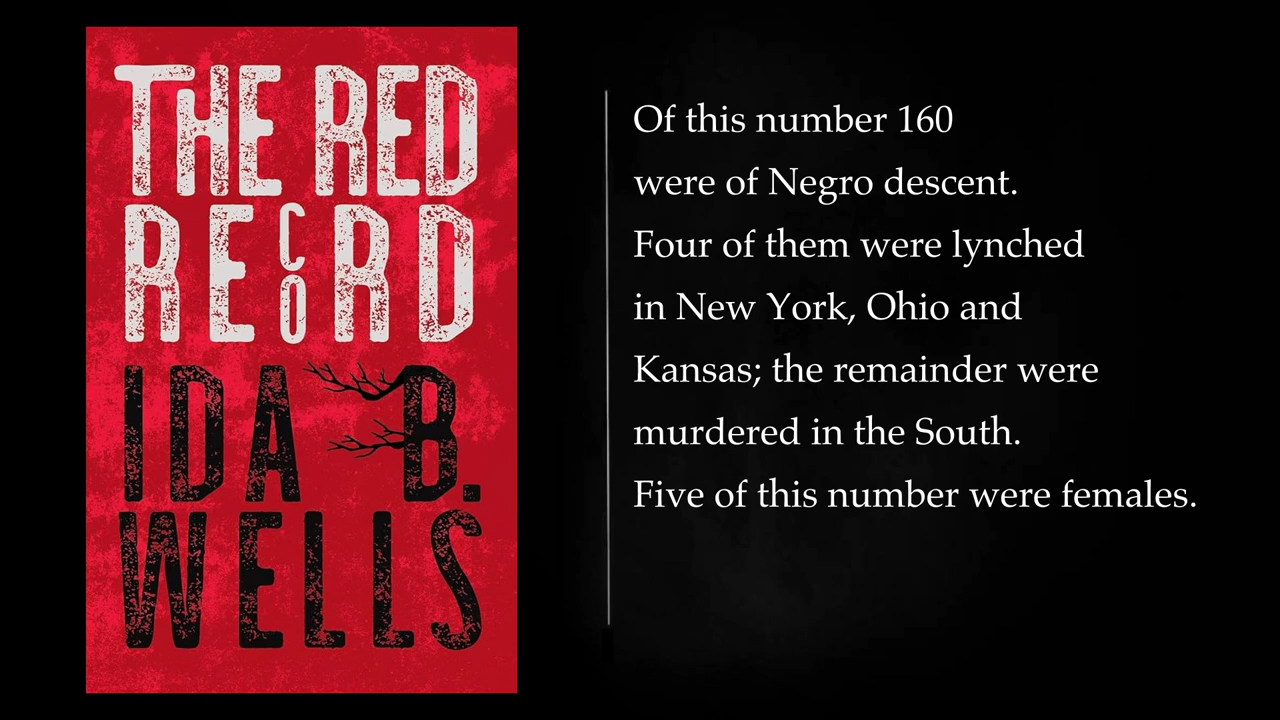 THE RED
RECORD
IDA B.
WELLS
Of this number 160
were of Negro descent.
Four of them were lynched
in New York, Ohio and
Kansas; the remainder were
murdered in the South.
Five of this number were females.